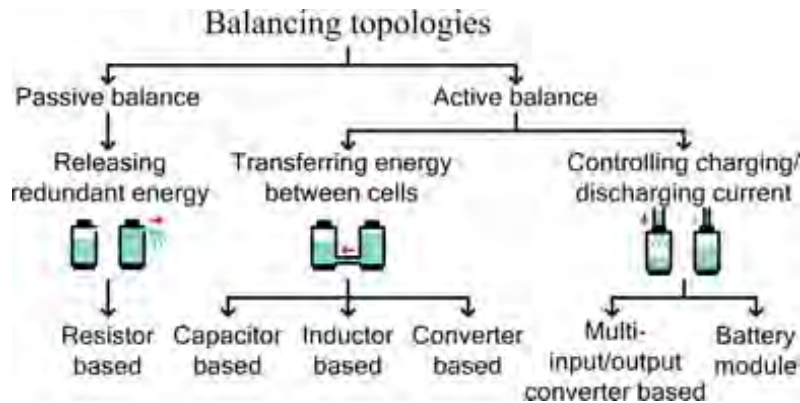 Balancing topologies
Passive balance
Active balance
Releasing
redundant energy
Transferring energy
between cells
Controlling charging/
discharging current
Resistor
based
Capacitor
based
Inductor
based
Converter
based
Multi-
input/output
converter based
Battery
module